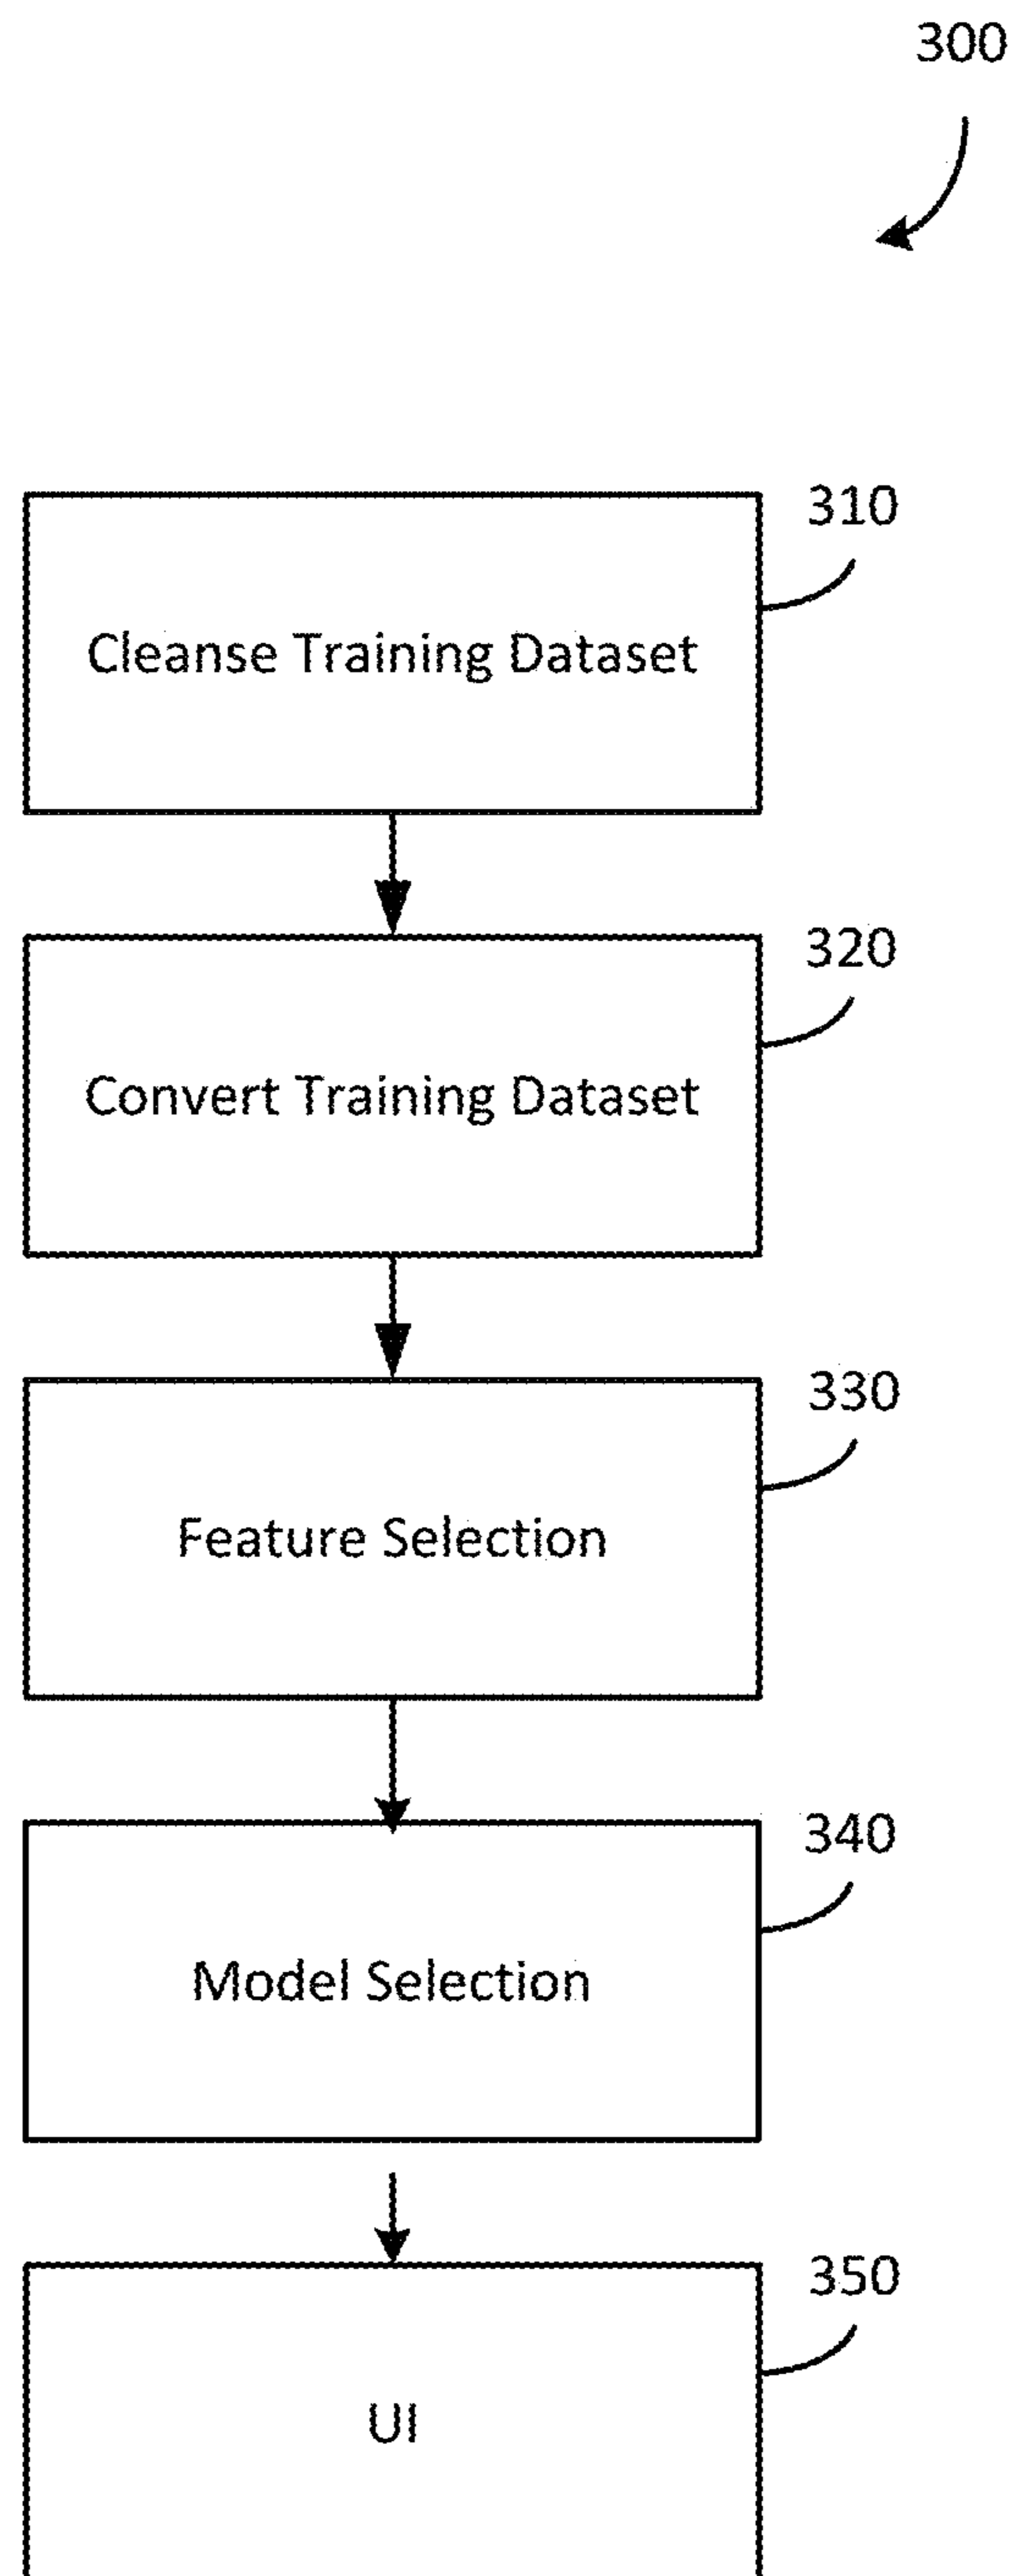 300
310
Cleanse Training Dataset
320
Convert Training Dataset
330
Feature Selection
340
Model Selection
350
UI